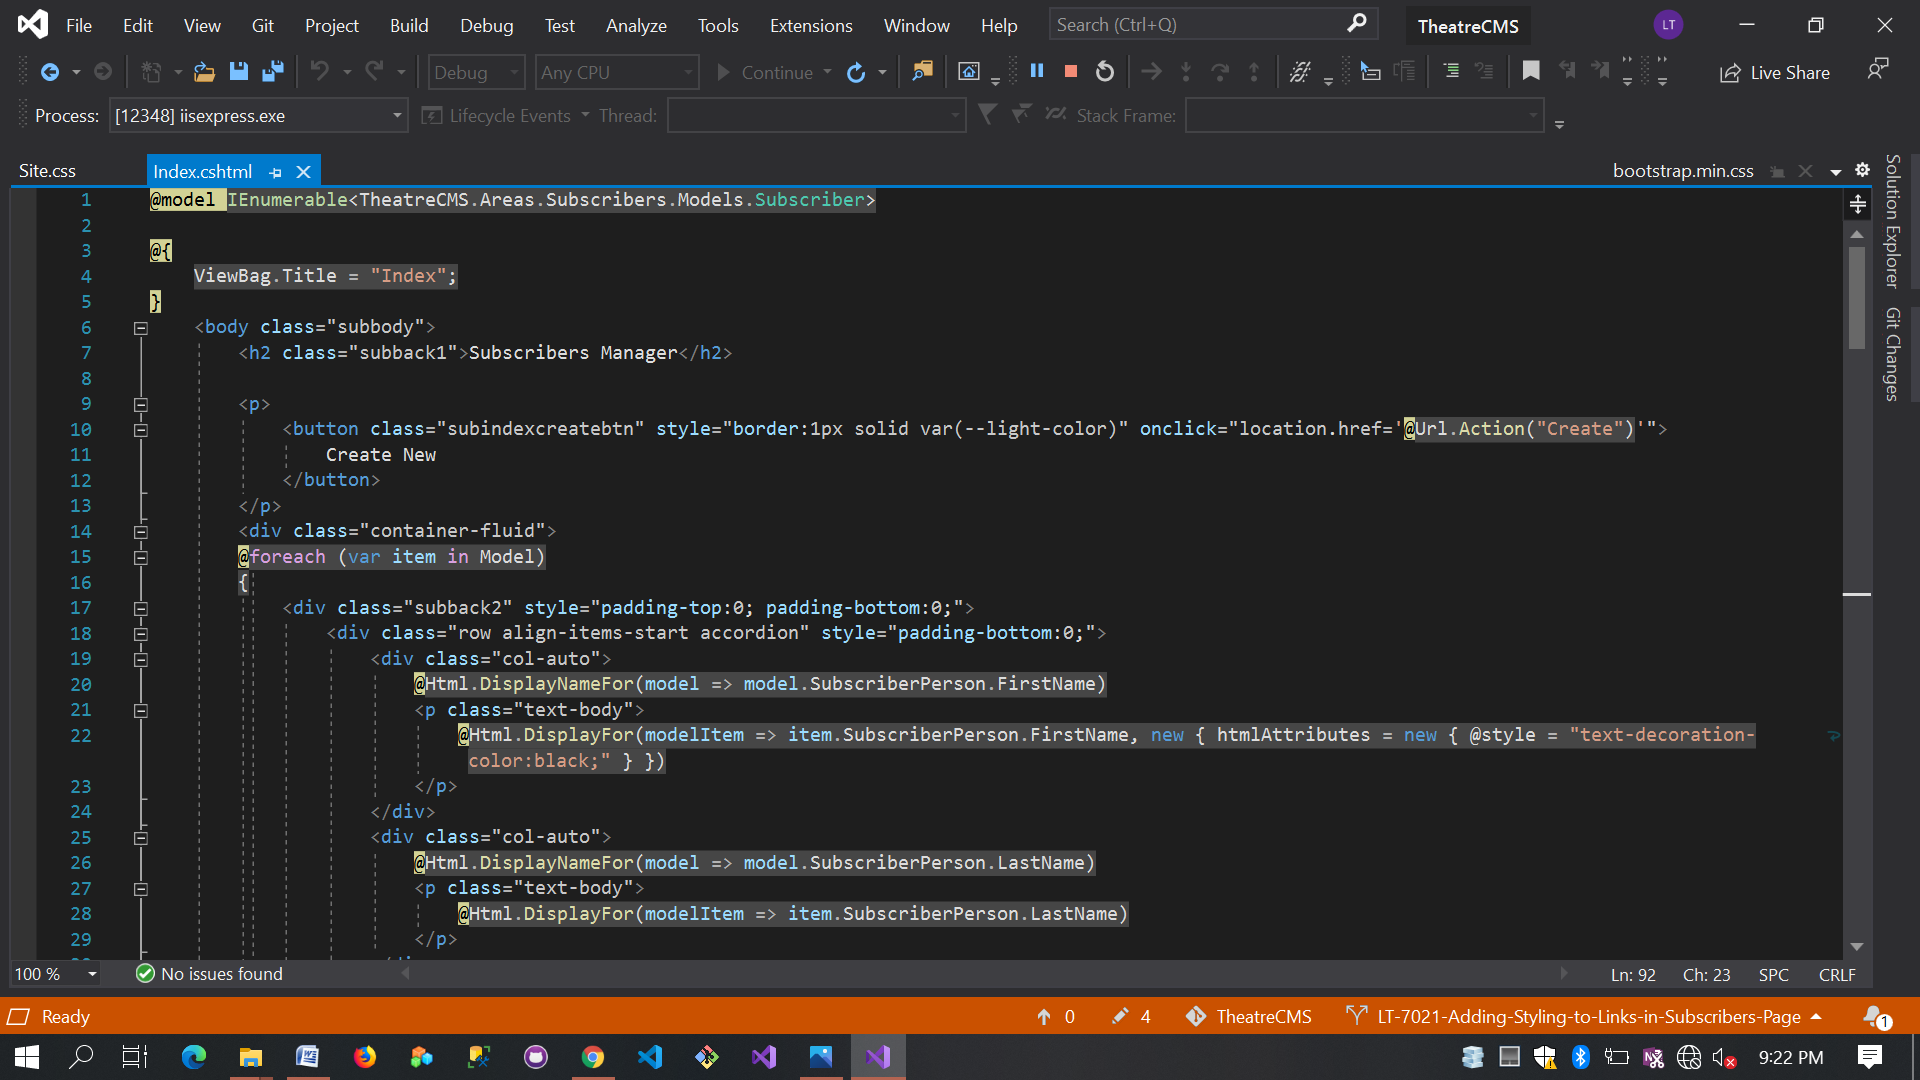 File Edit View Git Project Build Debug Test Analyze Tools Extensions Window Help Search (Ctrl+Q) TheatreCMS LT
Debug Any CPU Continue Live Share
Process: [12348] iisexpress.exe Lifecycle Events Thread: Stack Frame:
Site.css Index.cshtml bootstrap.min.css
Solution Explorer
Git Changes
1 @model IEnumerable<TheatreCMS.Areas.Subscribers.Models.Subscriber>
2
3 @{
4 ViewBag.Title = "Index";
5 }
6 <body class="subbody">
7 <h2 class="subback1">Subscribers Manager</h2>
8
9 <p>
10 <button class="subindexcreatebtn" style="border:1px solid var(--light-color)" onclick="location.href='@Url.Action("Create")'">
11 Create New
12 </button>
13 </p>
14 <div class="container-fluid">
15 @foreach (var item in Model)
16 {
17 <div class="subback2" style="padding-top:0; padding-bottom:0;">
18 <div class="row align-items-start accordion" style="padding-bottom:0;">
19 <div class="col-auto">
20 @Html.DisplayNameFor(model => model.SubscriberPerson.FirstName)
21 <p class="text-body">
22 @Html.DisplayFor(modelItem => item.SubscriberPerson.FirstName, new { htmlAttributes = new { @style = "text-decoration-
color:black;" } })
23 </p>
24 </div>
25 <div class="col-auto">
26 @Html.DisplayNameFor(model => model.SubscriberPerson.LastName)
27 <p class="text-body">
28 @Html.DisplayFor(modelItem => item.SubscriberPerson.LastName)
29 </p>
100 % No issues found Ln: 92 Ch: 23 SPC CRLF
Ready 0 4 TheatreCMS LT-7021-Adding-Styling-to-Links-in-Subscribers-Page 1
9:22 PM